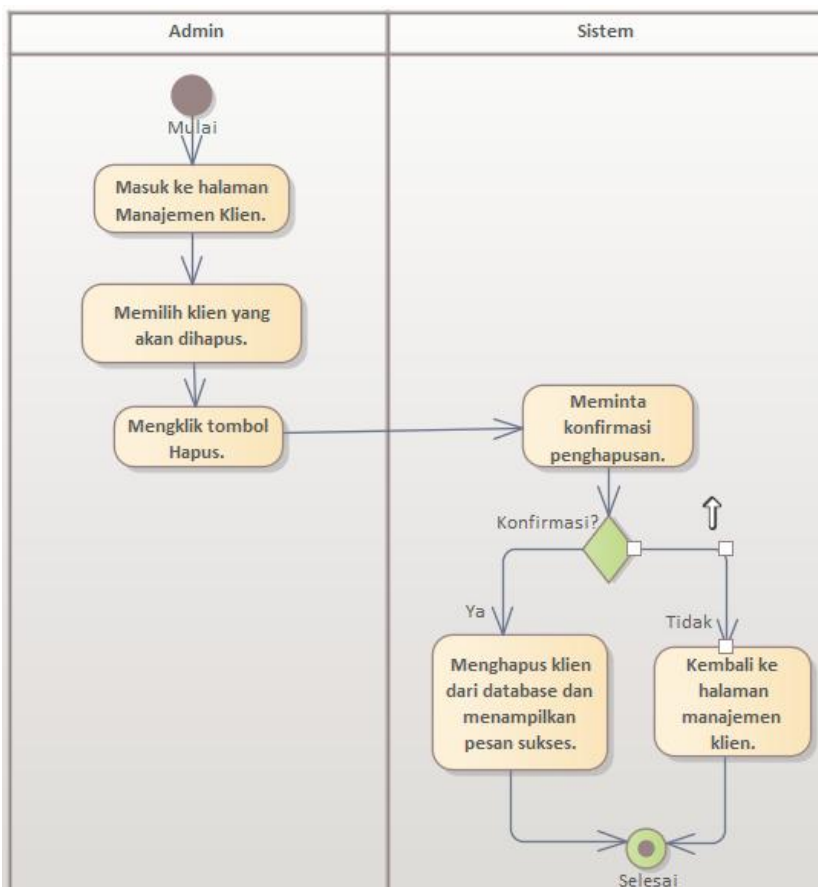 Admin
Sistem
Mulai
Masuk ke halaman
Manajemen Klien.
Memilih klien yang
akan dihapus.
Mengklik tombol
Hapus.
Meminta
konfirmasi
penghapusan.
Konfirmasi?
Ya
Tidak
Menghapus klien
dari database dan
menampilkan
pesan sukses.
Kembali ke
halaman
manajemen
klien.
Selesai